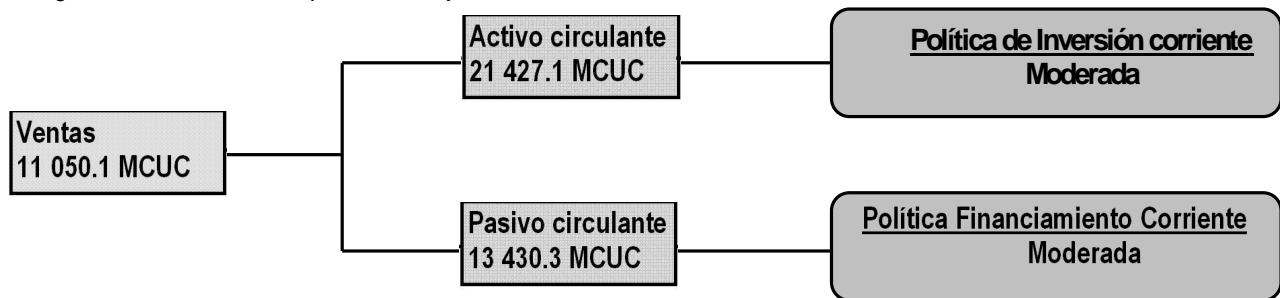 Activo circulante
21 427.1 MCUC
Política de Inversión corriente
Moderada
Ventas
11 050.1 MCUC
Pasivo circulante
13 430.3 MCUC
Política Financiamiento Corriente
Moderada